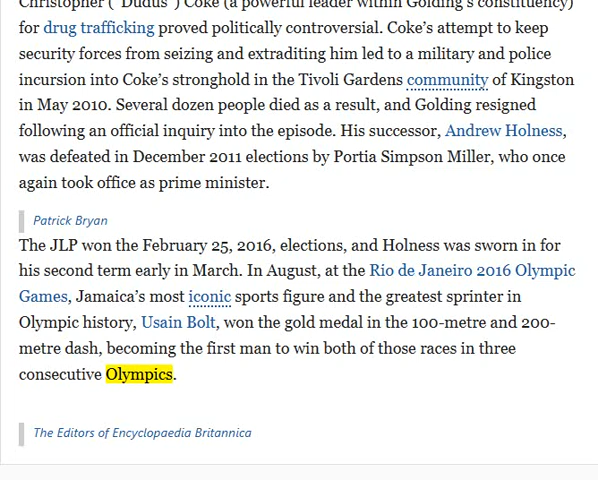 Christopher ("Dudus") Coke (a powerful leader within Golding's constituency)
for drug trafficking proved politically controversial. Coke's attempt to keep
security forces from seizing and extraditing him led to a military and police
incursion into Coke's stronghold in the Tivoli Gardens community of Kingston
in May 2010. Several dozen people died as a result, and Golding resigned
following an official inquiry into the episode. His successor, Andrew Holness,
was defeated in December 2011 elections by Portia Simpson Miller, who once
again took office as prime minister.
Patrick Bryan
The JLP won the February 25, 2016, elections, and Holness was sworn in for
his second term early in March. In August, at the Rio de Janeiro 2016 Olympic
Games, Jamaica's most iconic sports figure and the greatest sprinter in
Olympic history, Usain Bolt, won the gold medal in the 100-metre and 200-
metre dash, becoming the first man to win both of those races in three
consecutive Olympics.
The Editors of Encyclopaedia Britannica